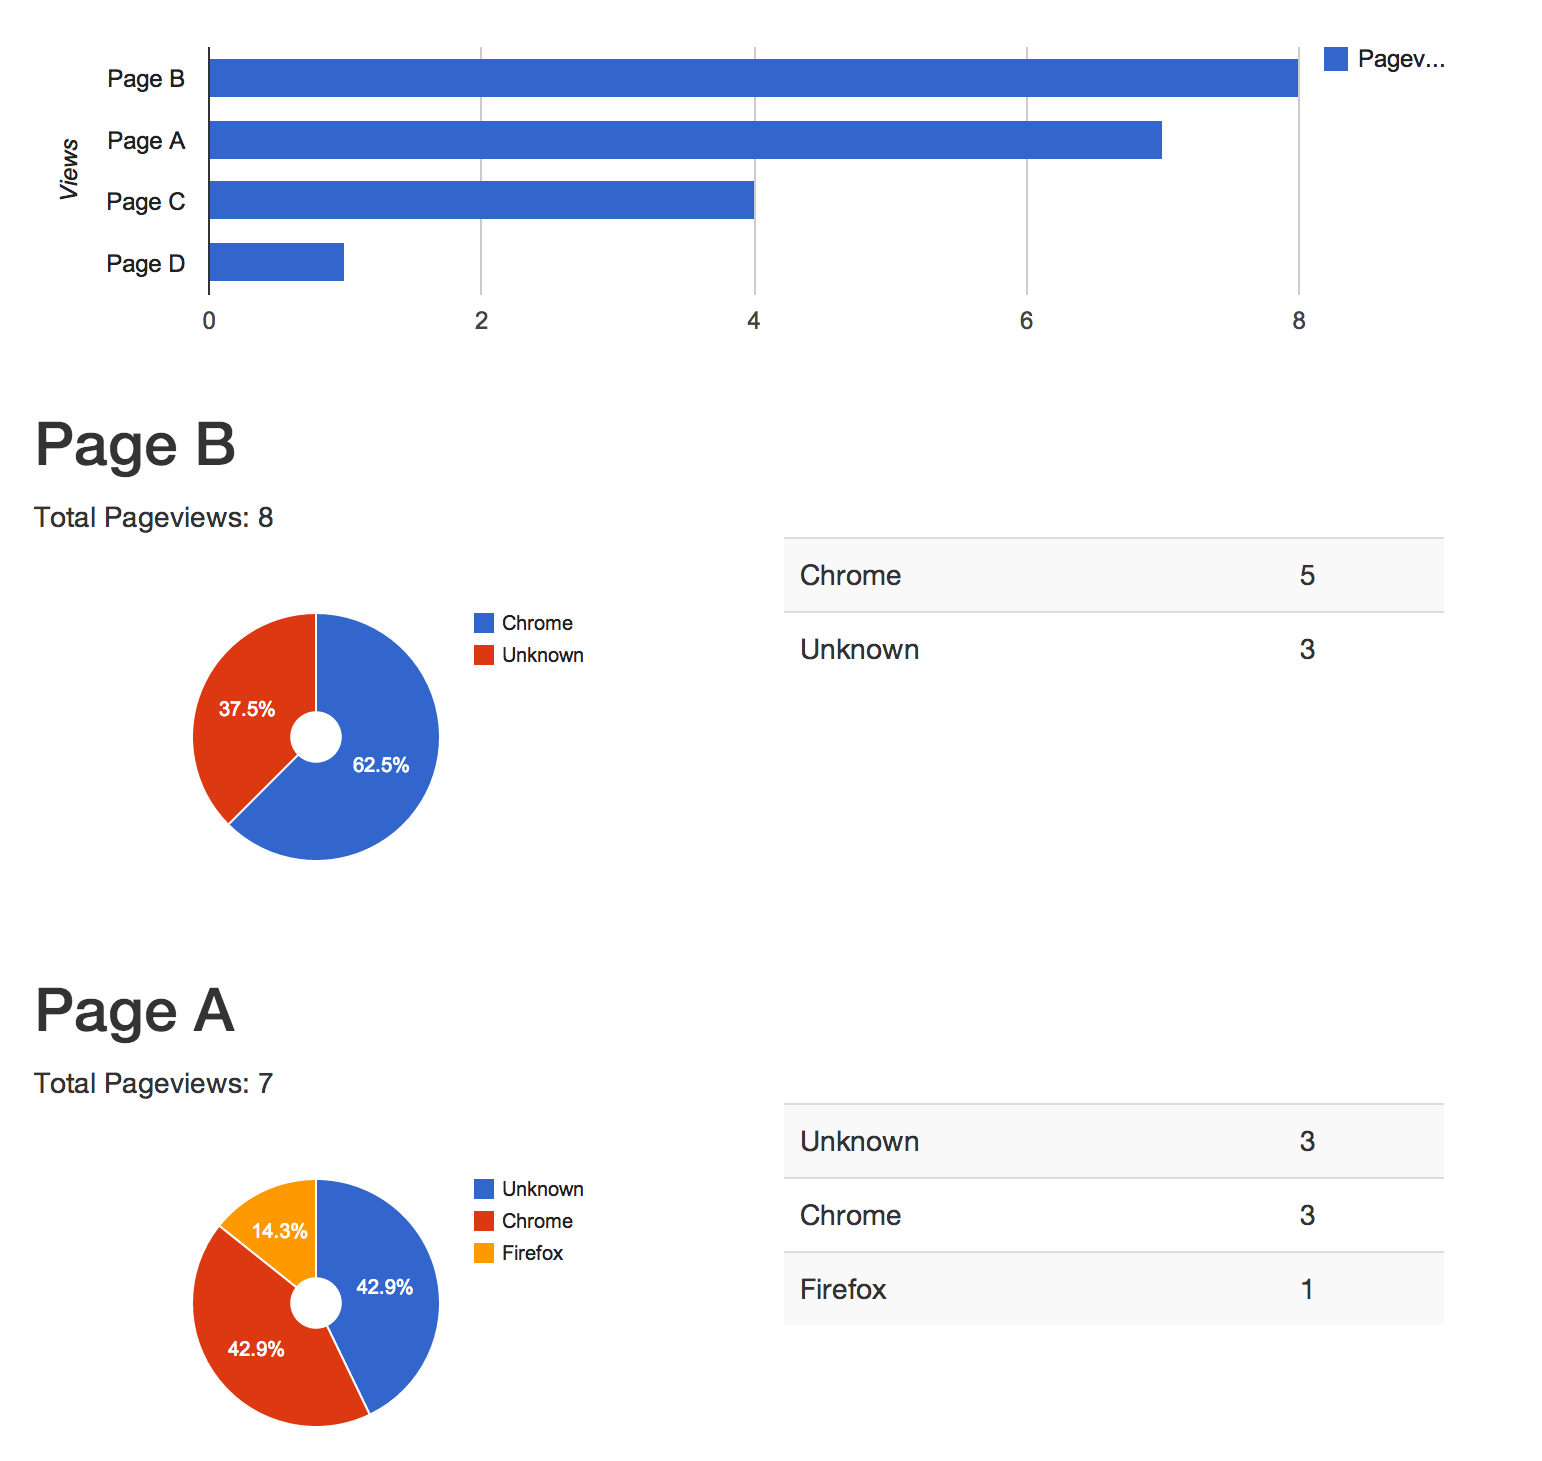 Pagev...
Views
Page B
Page A
Page C
Page D
0 2 4 6 8
Page B
Total Pageviews: 8
Chrome
Unknown
37.5%
62.5%
Chrome 5
Unknown 3
Page A
Total Pageviews: 7
Unknown
Chrome
Firefox
14.3%
42.9%
42.9%
Unknown 3
Chrome 3
Firefox 1